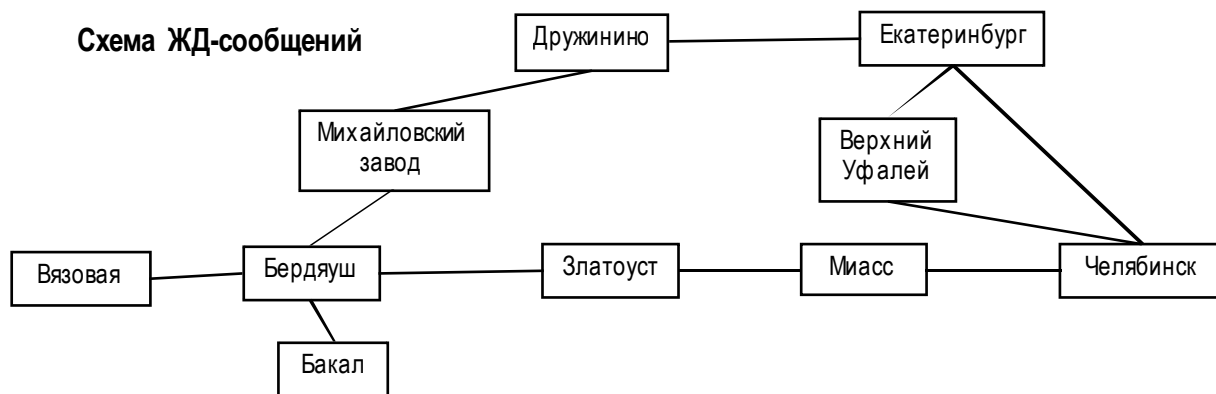 Схема ЖД-сообщений
Дружинино
Екатеринбург
Михайловский
завод
Верхний
Уфалей
Вязовая
Бердяуш
Златоуст
Миасс
Челябинск
Бакал